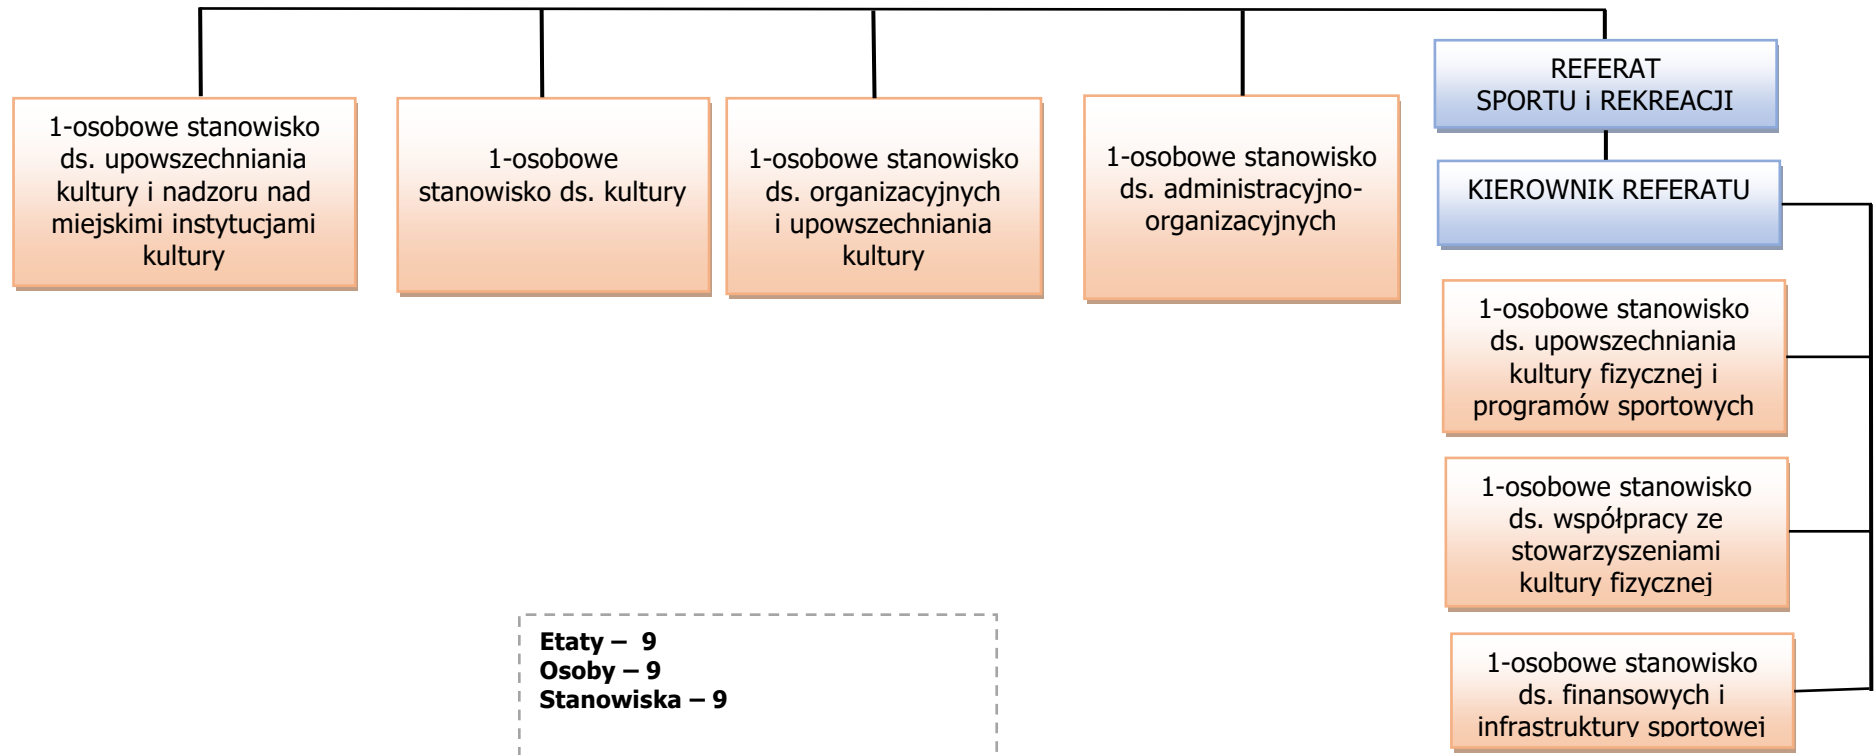 1-osobowe stanowisko
ds. upowszechniania
kultury i nadzoru nad
miejskimi instytucjami
kultury
1-osobowe
stanowisko ds. kultury
1-osobowe stanowisko
ds. organizacyjnych
i upowszechniania
kultury
1-osobowe stanowisko
ds. administracyjno-
organizacyjnych
REFERAT
SPORTU i REKREACJI
KIEROWNIK REFERATU
1-osobowe stanowisko
ds. upowszechniania
kultury fizycznej i
programów sportowych
1-osobowe stanowisko
ds. współpracy ze
stowarzyszeniami
kultury fizycznej
1-osobowe stanowisko
ds. finansowych i
infrastruktury sportowej
Etaty – 9
Osoby – 9
Stanowiska – 9